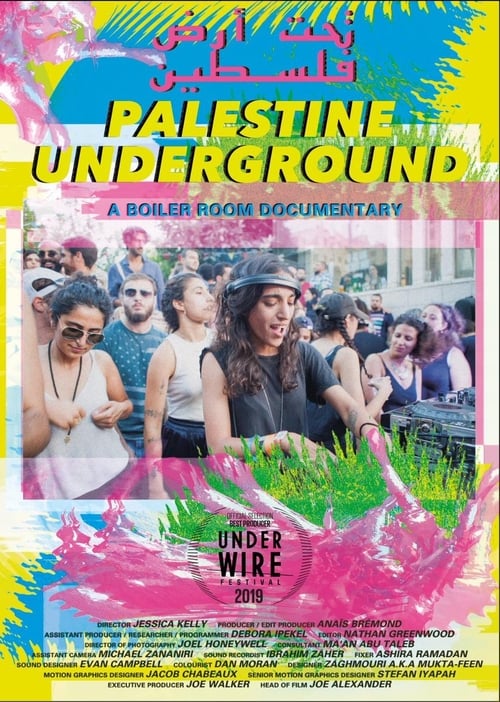 تحت أرض
فلسطين
PALESTINE
UNDERGROUND
A BOILER ROOM DOCUMENTARY
OFFICIAL SELECTION
BEST PRODUCER
UNDER
WIRE
FESTIVAL
2019
DIRECTOR JESSICA KELLY PRODUCER / EDIT PRODUCER ANAÏS BRÉMOND
ASSISTANT PRODUCER / RESEARCHER / PROGRAMMER DEBORA IPEKEL EDITOR NATHAN GREENWOOD
DIRECTOR OF PHOTOGRAPHY JOEL HONEYWELL CONSULTANT MA'AN ABU TALEB
ASSISTANT CAMERA MICHAEL ZANANIRI SOUND RECORDIST IBRAHIM ZAHER FIXER ASHIRA RAMADAN
SOUND DESIGNER EVAN CAMPBELL COLOURIST DAN MORAN DESIGNER ZAGHMOURI A.K.A MUKTA-FEEN
MOTION GRAPHICS DESIGNER JACOB CHABEAUX SENIOR MOTION GRAPHICS DESIGNER STEFAN IYAPAH
EXECUTIVE PRODUCER JOE WALKER HEAD OF FILM JOE ALEXANDER